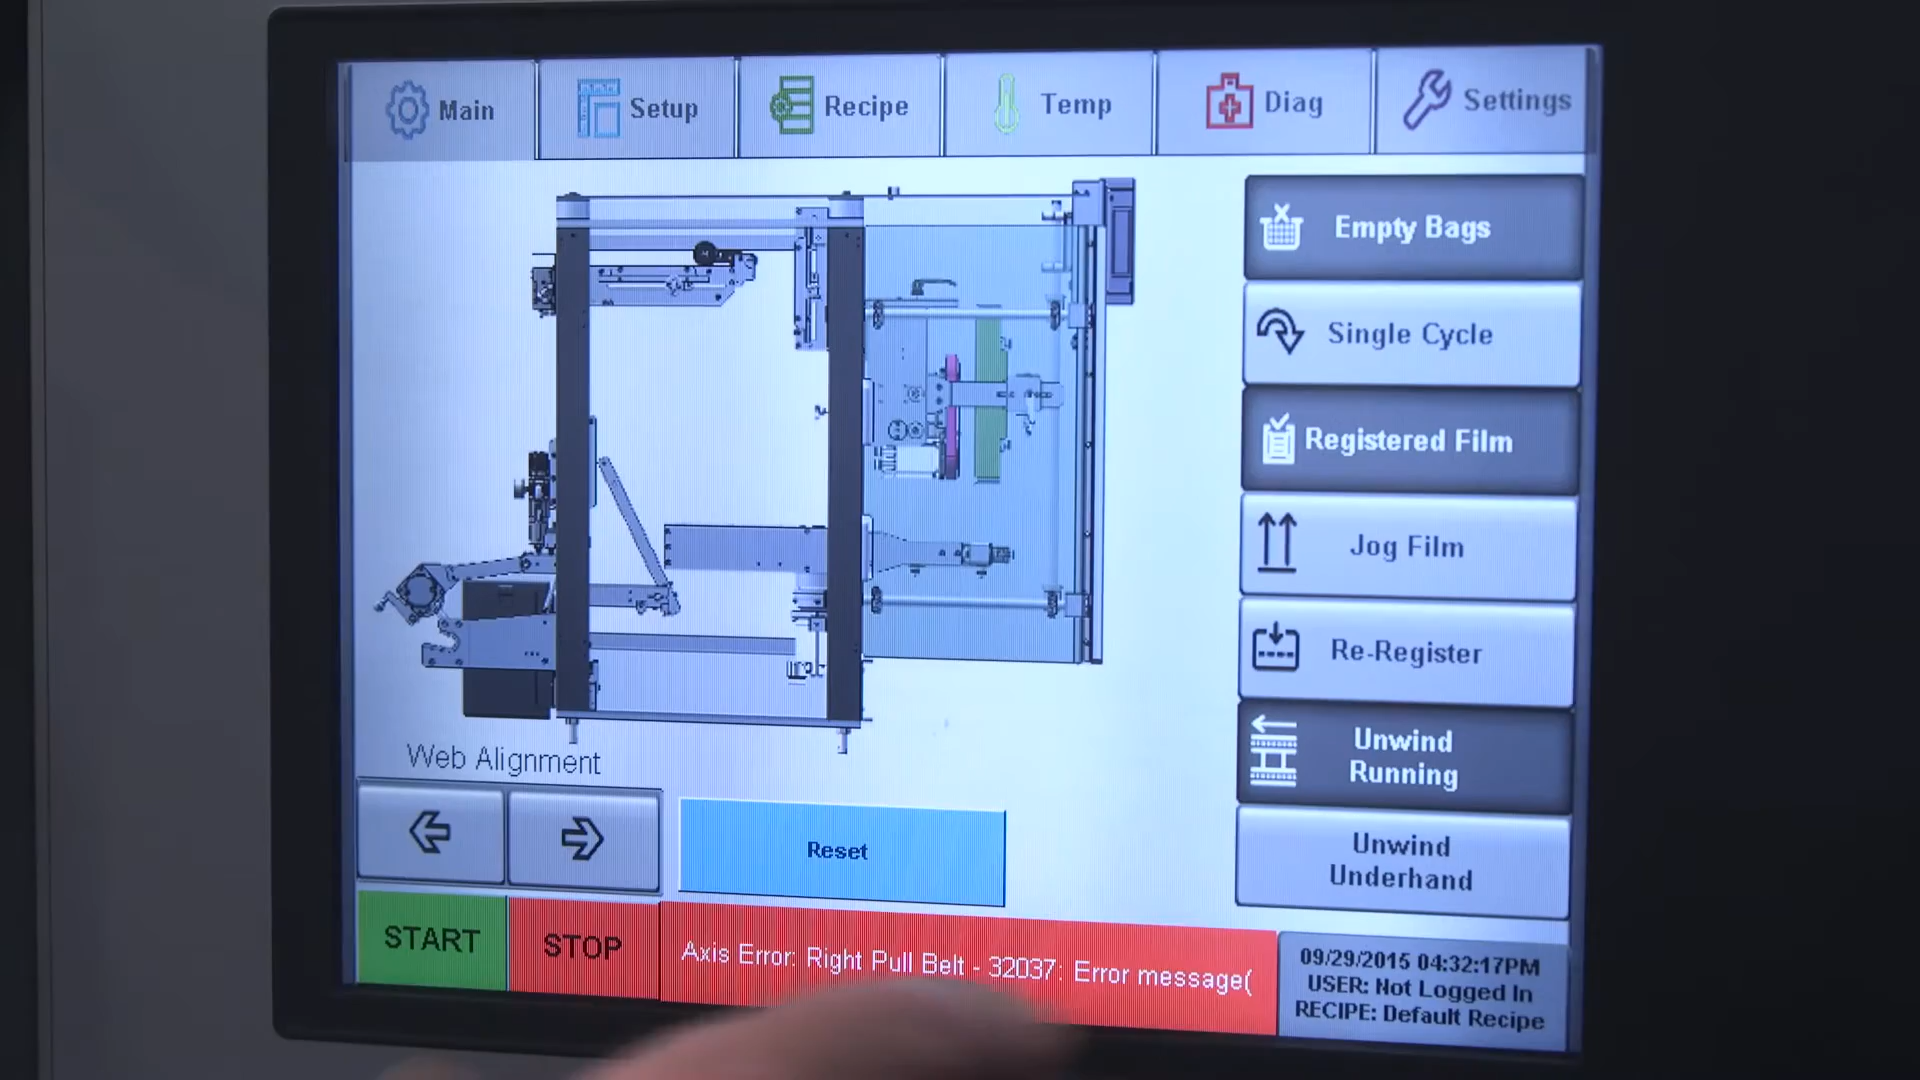 Main
Setup
Recipe
Temp
Diag
Settings
Empty Bags
Single Cycle
Registered Film
Jog Film
Re-Register
Unwind
Running
Unwind
Underhand
Web Alignment
Reset
START
STOP
Axis Error: Right Pull Belt - 32037: Error message(
09/29/2015 04:32:17PM
USER: Not Logged In
RECIPE: Default Recipe